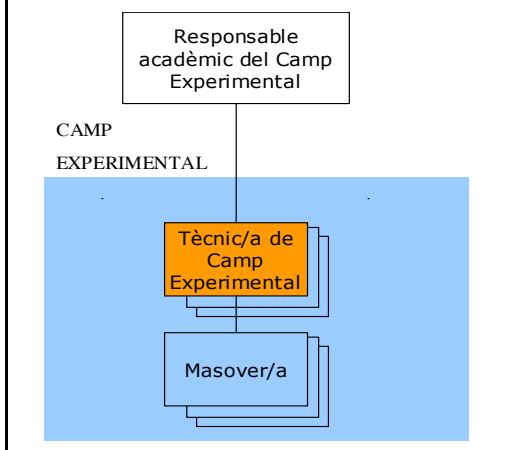 Responsable
acadèmic del Camp
Experimental
CAMP
EXPERIMENTAL
Tècnic/a de
Camp
Experimental
Masover/a